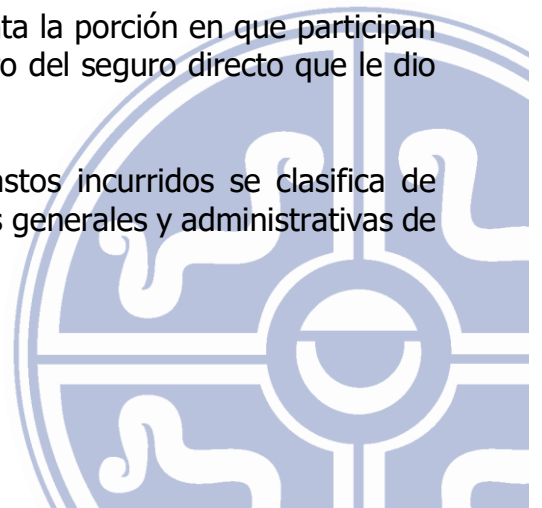 ta la porción en que participan
o del seguro directo que le dio
astos incurridos se clasifica de
s generales y administrativas de